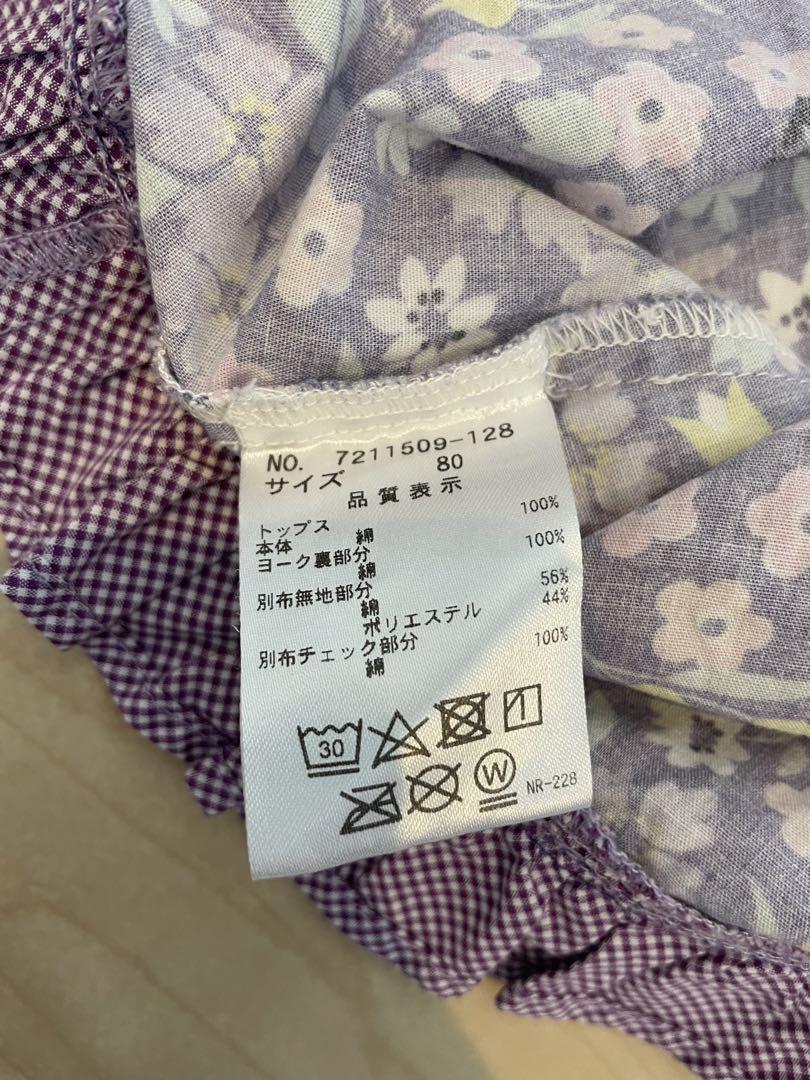 NO. 7211509-128
サイズ 80
品質表示
トップス
本体
綿 100%
ヨーク裏部分
綿 100%
別布無地部分
綿 56%
ポリエステル 44%
別布チェック部分
綿 100%
30
W
NR-228